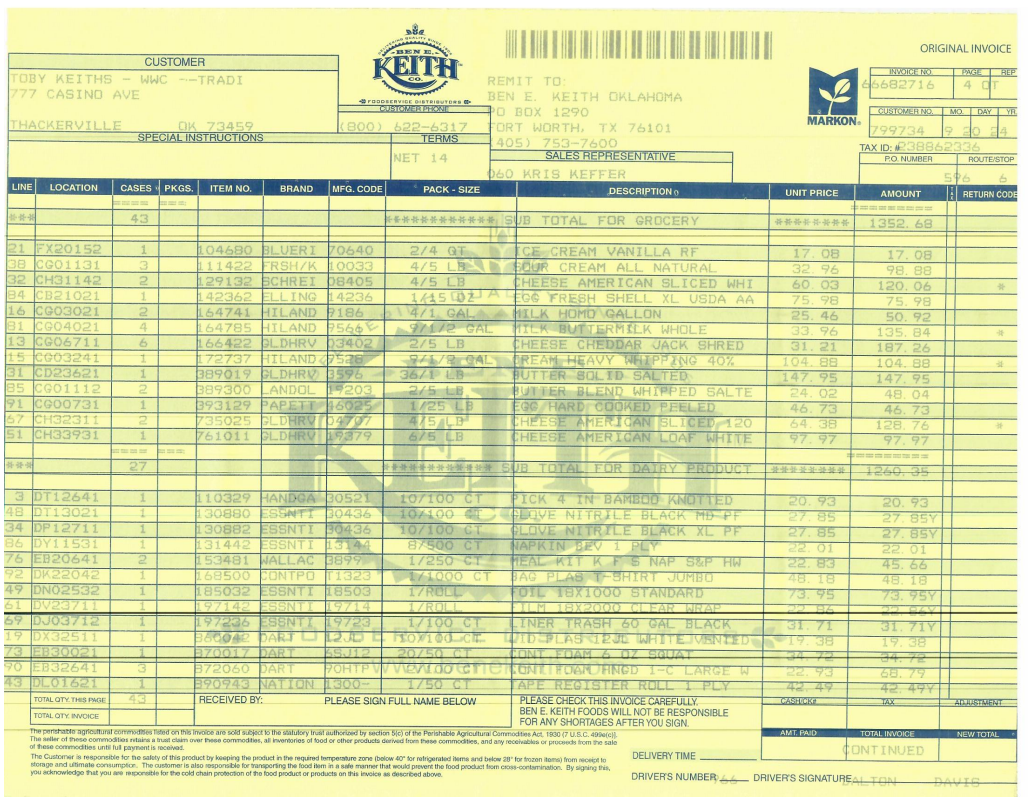 DELIVERING QUALITY SINCE 1906
BEN E.
KEITH
CO.
FOODSERVICE DISTRIBUTORS
ORIGINAL INVOICE
CUSTOMER
TOBY KEITHS - WWC --TRADI
777 CASINO AVE
THACKERVILLE OK 73459
CUSTOMER PHONE
(800) 622-6317
REMIT TO:
BEN E. KEITH OKLAHOMA
PO BOX 1290
FORT WORTH, TX 76101
(405) 753-7600
MARKON®
INVOICE NO. PAGE REP
66682716 4 OT
CUSTOMER NO. MO. DAY YR.
799734 9 20 24
TAX ID: #238862336
P.O. NUMBER ROUTE/STOP
596 6
SPECIAL INSTRUCTIONS TERMS
NET 14
SALES REPRESENTATIVE
060 KRIS KEFFER
LINE LOCATION CASES PKGS. ITEM NO. BRAND MFG. CODE PACK - SIZE DESCRIPTION UNIT PRICE AMOUNT RETURN CODE
==== === =========
*** 43 ************ SUB TOTAL FOR GROCERY ******** 1352.68
21 FX20152 1 104680 BLVERI 70640 2/4 QT ICE CREAM VANILLA RF 17.08 17.08
38 CG01131 3 111422 FRSH/K 10033 4/5 LB SOUR CREAM ALL NATURAL 32.96 98.88
32 CH31142 2 129132 SCHREI 08405 4/5 LB CHEESE AMERICAN SLICED WHI 60.03 120.06 *
84 CB21021 1 142362 ELLING 14236 1/15 DZ EGG FRESH SHELL XL USDA AA 75.98 75.98
16 CG03021 2 164741 HILAND 9186 4/1 GAL MILK HOMO GALLON 25.46 50.92
81 CG04021 4 164785 HILAND 9566 9/1/2 GAL MILK BUTTERMILK WHOLE 33.96 135.84 *
13 CG06711 6 166422 GLDHRV 03402 2/5 LB CHEESE CHEDDAR JACK SHRED 31.21 187.26
15 CG03241 1 172737 HILAND 9528 9/1/2 GAL CREAM HEAVY WHIPPING 40% 104.88 104.88 *
31 CD23621 1 389019 GLDHRV 3596 36/1 LB BUTTER SOLID SALTED 147.95 147.95
85 CG01112 2 389300 LANDOL 19203 2/5 LB BUTTER BLEND WHIPPED SALTE 24.02 48.04
91 CG00731 1 393129 PAPETT 46025 1/25 LB EGG HARD COOKED PEELED 46.73 46.73
67 CH32311 2 735025 GLDHRV 04707 4/5 LB CHEESE AMERICAN SLICED 120 64.38 128.76 *
51 CH33931 1 761011 GLDHRV 19379 6/5 LB CHEESE AMERICAN LOAF WHITE 97.97 97.97
==== === =========
*** 27 ************ SUB TOTAL FOR DAIRY PRODUCT ******** 1260.35
3 DT12641 1 110329 HANDGA 30521 10/100 CT PICK 4 IN BAMBOO KNOTTED 20.93 20.93
48 DT13021 1 130880 ESSNTI 30436 10/100 CT GLOVE NITRILE BLACK MD PF 27.85 27.85Y
34 DP12711 1 130882 ESSNTI 30436 10/100 CT GLOVE NITRILE BLACK XL PF 27.85 27.85Y
86 DY11531 1 131442 ESSNTI 13144 8/500 CT NAPKIN BEV 1 PLY 22.01 22.01
76 EB20641 2 153481 WALLAC 3899 1/250 CT MEAL KIT K F S NAP S&P HW 22.83 45.66
92 DK22042 1 168500 CONTPO T1323 1/1000 CT BAG PLAS T-SHIRT JUMBO 48.18 48.18
49 DN02532 1 185032 ESSNTI 18503 1/ROLL FOIL 18X1000 STANDARD 73.95 73.95Y
61 DV23711 1 197142 ESSNTI 19714 1/ROLL FILM 18X2000 CLEAR WRAP 22.86 22.86Y
69 DJ03712 1 197236 ESSNTI 19723 1/100 CT LINER TRASH 60 GAL BLACK 31.71 31.71Y
19 DX32511 1 860042 DART 12JL 10/100 CT LID PLAS 12JL WHITE VENTED 19.38 19.38
73 EB30021 1 870017 DART 6SJ12 20/50 CT CONT FOAM 6 OZ SQUAT 34.72 34.72
90 EB32641 3 872060 DART 90HTP 2/100 CT CONT FOAM HNGD 1-C LARGE W 22.93 68.79
43 DL01621 1 890943 NATION 1300- 1/50 CT TAPE REGISTER ROLL 1 PLY 42.49 42.49Y
TOTAL QTY. THIS PAGE 43
TOTAL QTY. INVOICE
RECEIVED BY: PLEASE SIGN FULL NAME BELOW
PLEASE CHECK THIS INVOICE CAREFULLY.
BEN E. KEITH FOODS WILL NOT BE RESPONSIBLE
FOR ANY SHORTAGES AFTER YOU SIGN.
CASH/CK# TAX ADJUSTMENT
AMT. PAID TOTAL INVOICE NEW TOTAL
CONTINUED
The perishable agricultural commodities listed on this invoice are sold subject to the statutory trust authorized by section 5(c) of the Perishable Agricultural Commodities Act, 1930 (7 U.S.C. 499e(c)).
The seller of these commodities retains a trust claim over these commodities, all inventories of food or other products derived from these commodities, and any receivables or proceeds from the sale
of these commodities until full payment is received.
The Customer is responsible for the safety of this product by keeping the product in the required temperature zone (below 40° for refrigerated items and below 28° for frozen items) from receipt to
storage and ultimate consumption. The customer is also responsible for transporting the food item in a safe manner that would prevent the food product from cross-contamination. By signing this,
you acknowledge that you are responsible for the cold chain protection of the food product or products on this invoice as described above.
DELIVERY TIME
DRIVER'S NUMBER 966 DRIVER'S SIGNATURE DALTON DAVIS